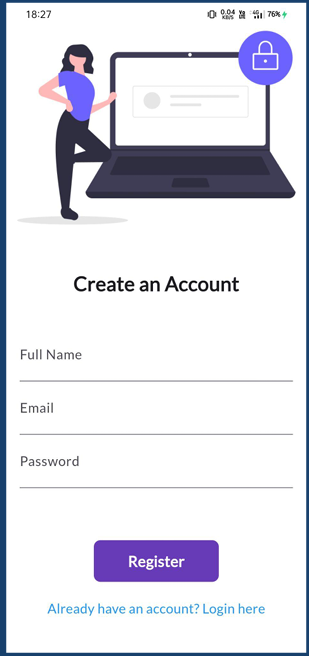 18:27 0.04 KB/S Vo LTE 4G 76%
Create an Account
Full Name
Email
Password
Register
Already have an account? Login here